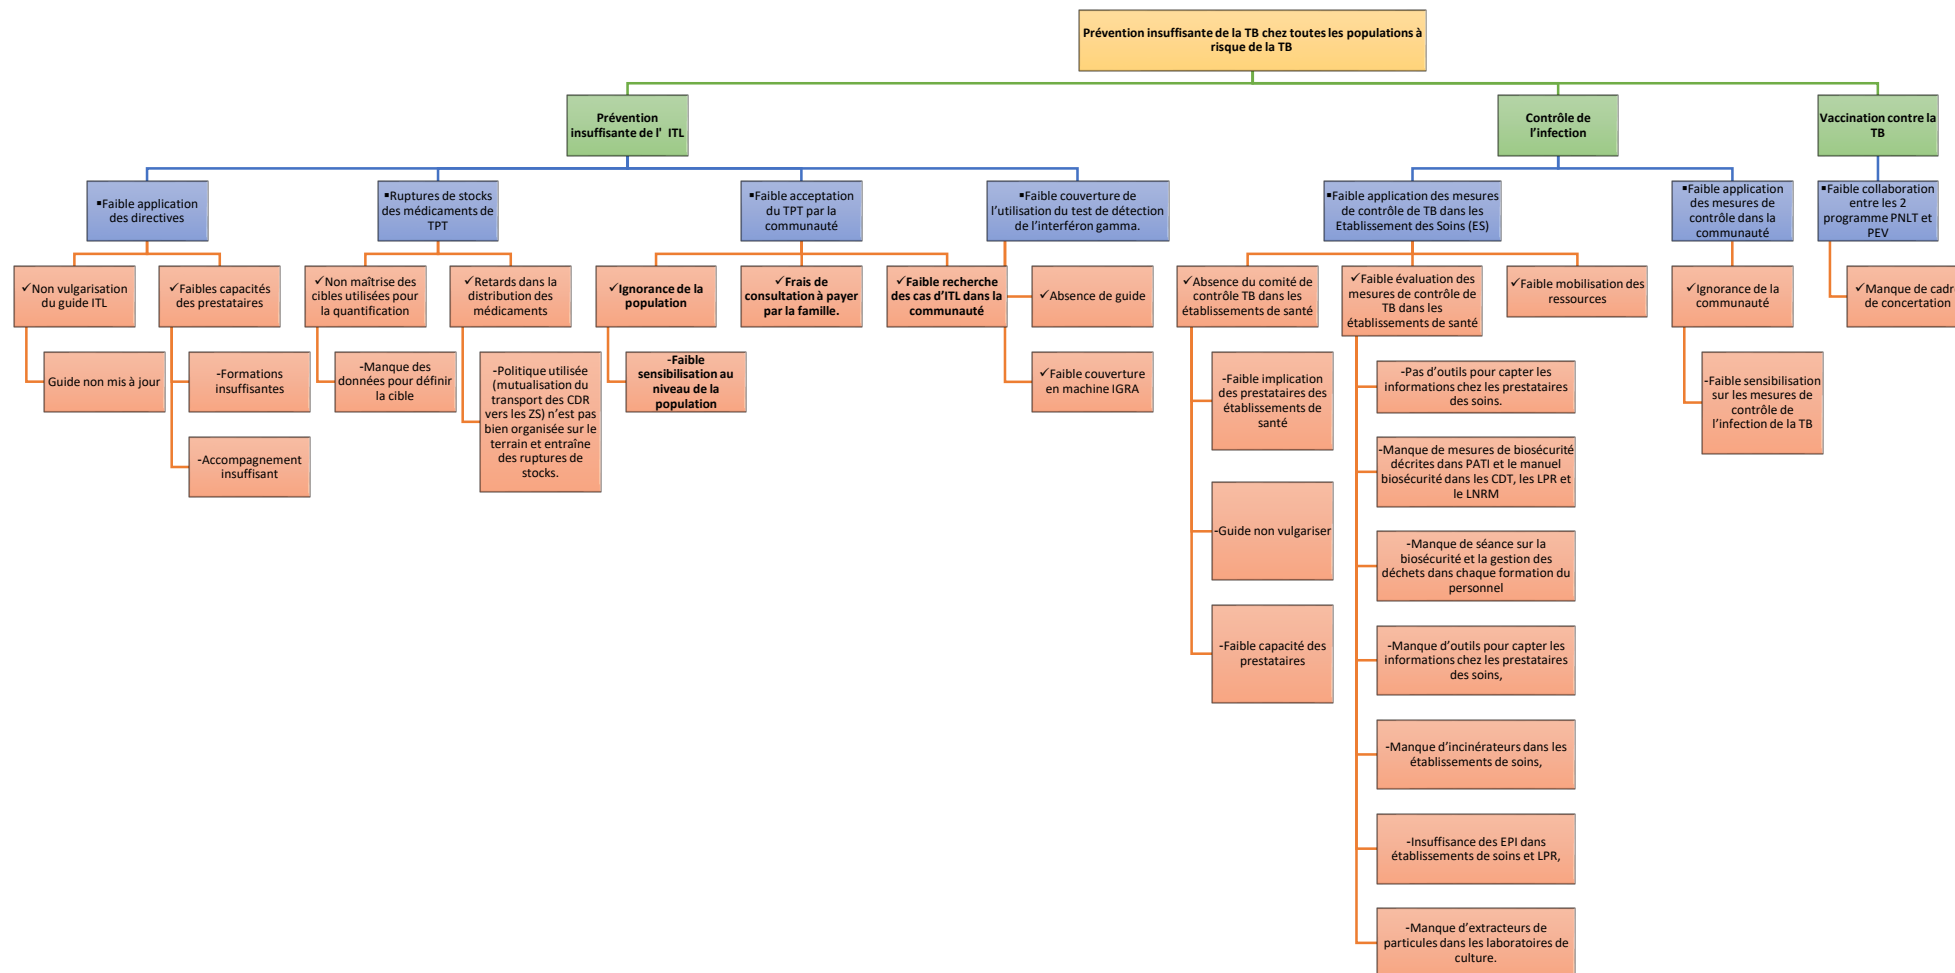 Prévention insuffisante de la TB chez toutes les populations à
risque de la TB
Prévention
insuffisante de l' ITL
Contrôle de
l'infection
Vaccination contre la
TB
▪Faible application
des directives
▪Ruptures de stocks
des médicaments de
TPT
▪Faible acceptation
du TPT par la
communauté
▪Faible couverture de
l'utilisation du test de détection
de l'interféron gamma.
▪Faible application des mesures
de contrôle de TB dans les
Etablissement des Soins (ES)
▪Faible application
des mesures de
contrôle dans la
communauté
▪Faible collaboration
entre les 2
programme PNLT et
PEV
✓Non vulgarisation
du guide ITL
✓Faibles capacités
des prestataires
✓Non maîtrise des
cibles utilisées pour
la quantification
✓Retards dans la
distribution des
médicaments
✓Ignorance de la
population
✓Frais de
consultation à payer
par la famille.
✓Faible recherche
des cas d'ITL dans la
communauté
✓Absence de guide
✓Absence du comité de
contrôle TB dans les
établissements de santé
✓Faible évaluation des
mesures de contrôle de
TB dans les
établissements de santé
✓Faible mobilisation des
ressources
✓Ignorance de la
communauté
✓Manque de cadre
de concertation
Guide non mis à jour
-Formations
insuffisantes
-Accompagnement
insuffisant
-Manque des
données pour définir
la cible
-Politique utilisée
(mutualisation du
transport des CDR
vers les ZS) n'est pas
bien organisée sur le
terrain et entraîne
des ruptures de
stocks.
-Faible
sensibilisation au
niveau de la
population
✓Faible couverture
en machine IGRA
-Faible implication
des prestataires des
établissements de
santé
-Guide non vulgariser
-Faible capacité des
prestataires
-Pas d'outils pour capter les
informations chez les prestataires
des soins.
-Manque de mesures de biosécurité
décrites dans PATI et le manuel
biosécurité dans les CDT, les LPR et
le LNRM
-Manque de séance sur la
biosécurité et la gestion des
déchets dans chaque formation du
personnel
-Manque d'outils pour capter les
informations chez les prestataires
des soins,
-Manque d'incinérateurs dans les
établissements de soins,
-Insuffisance des EPI dans
établissements de soins et LPR,
-Manque d'extracteurs de
particules dans les laboratoires de
culture.
-Faible sensibilisation
sur les mesures de
contrôle de
l'infection de la TB